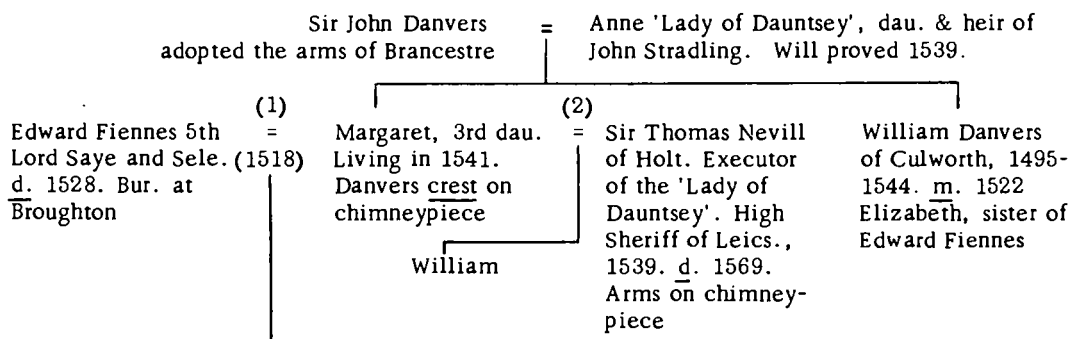 Sir John Danvers
adopted the arms of Brancestre
=
Anne 'Lady of Dauntsey', dau. & heir of
John Stradling. Will proved 1539.
(1)
Edward Fiennes 5th
Lord Saye and Sele.
d. 1528. Bur. at
Broughton
=
(1518)
Margaret, 3rd dau.
Living in 1541.
Danvers crest on
chimneypiece
(2)
=
Sir Thomas Nevill
of Holt. Executor
of the 'Lady of
Dauntsey'. High
Sheriff of Leics.,
1539. d. 1569.
Arms on chimney-
piece
William Danvers
of Culworth, 1495-
1544. m. 1522
Elizabeth, sister of
Edward Fiennes
William